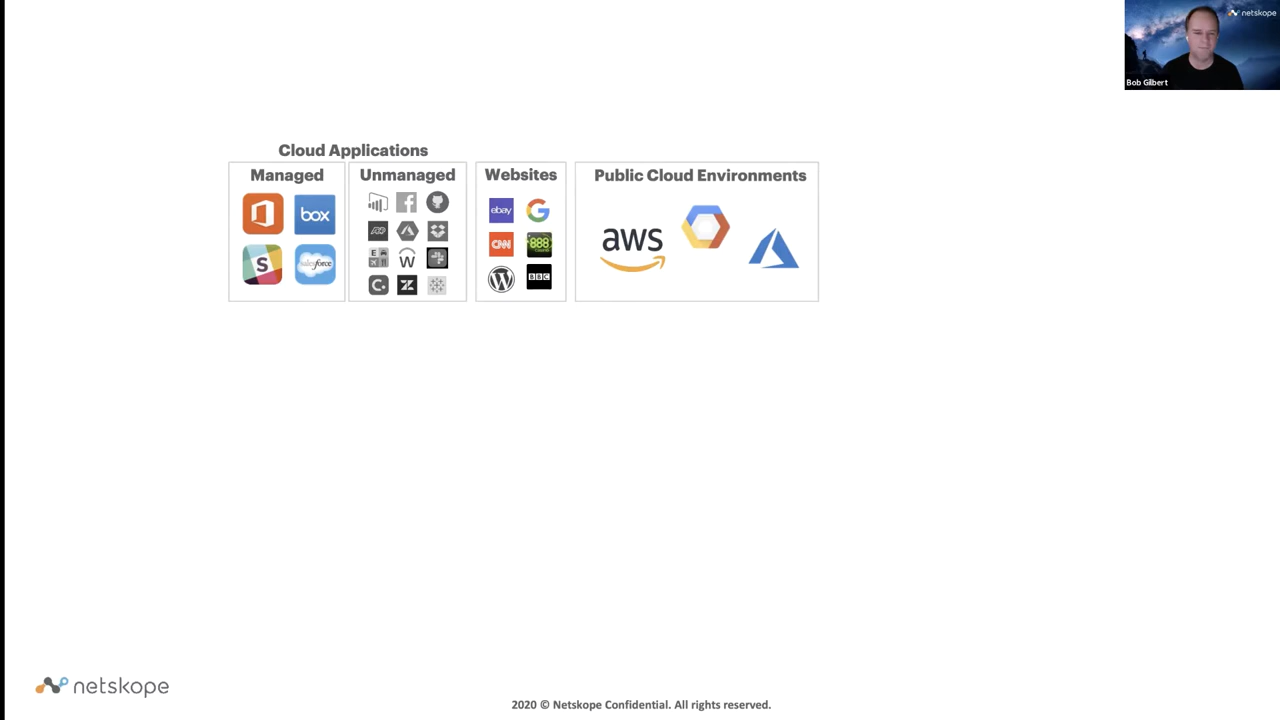 netskope
Bob Gilbert
Cloud Applications
Managed
Unmanaged
Websites
Public Cloud Environments
box
S
salesforce
ADP
W
ebay
G
CNN
888
W
BBC
aws
netskope
2020 © Netskope Confidential. All rights reserved.